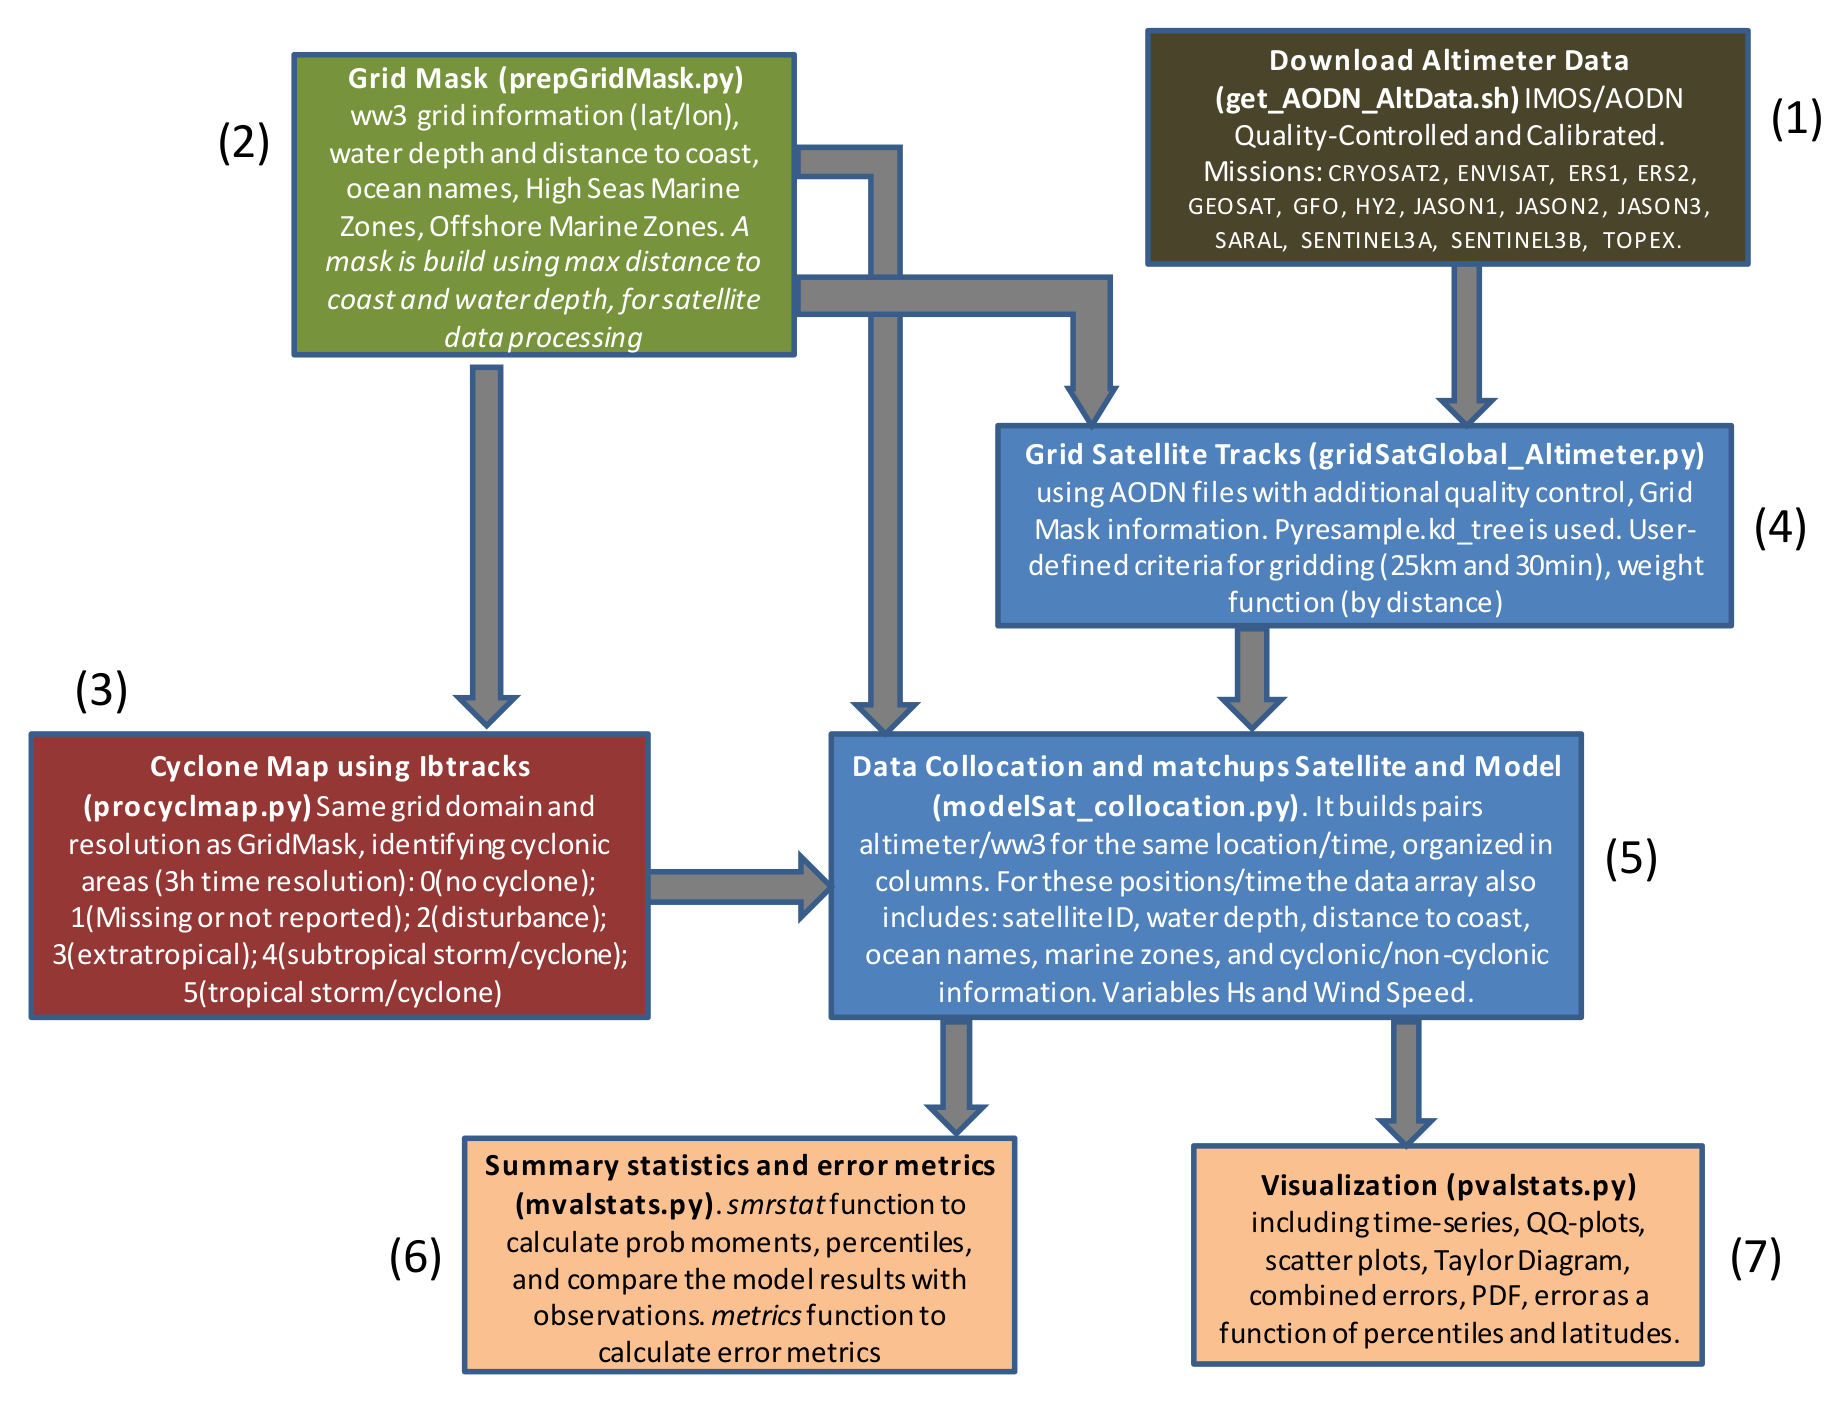 (1)
Download Altimeter Data
(get_AODN_AltData.sh) IMOS/AODN
Quality-Controlled and Calibrated.
Missions: CRYOSAT2, ENVISAT, ERS1, ERS2,
GEOSAT, GFO, HY2, JASON1, JASON2, JASON3,
SARAL, SENTINEL3A, SENTINEL3B, TOPEX.
(2)
Grid Mask (prepGridMask.py)
ww3 grid information (lat/lon),
water depth and distance to coast,
ocean names, High Seas Marine
Zones, Offshore Marine Zones. A
mask is build using max distance to
coast and water depth, for satellite
data processing
(3)
Cyclone Map using Ibtracks
(procyclmap.py) Same grid domain and
resolution as GridMask, identifying cyclonic
areas (3h time resolution): 0(no cyclone);
1(Missing or not reported); 2(disturbance);
3(extratropical); 4(subtropical storm/cyclone);
5(tropical storm/cyclone)
(4)
Grid Satellite Tracks (gridSatGlobal_Altimeter.py)
using AODN files with additional quality control, Grid
Mask information. Pyresample.kd_tree is used. User-
defined criteria for gridding (25km and 30min), weight
function (by distance)
(5)
Data Collocation and matchups Satellite and Model
(modelSat_collocation.py). It builds pairs
altimeter/ww3 for the same location/time, organized in
columns. For these positions/time the data array also
includes: satellite ID, water depth, distance to coast,
ocean names, marine zones, and cyclonic/non-cyclonic
information. Variables Hs and Wind Speed.
(6)
Summary statistics and error metrics
(mvalstats.py). smrstat function to
calculate prob moments, percentiles,
and compare the model results with
observations. metrics function to
calculate error metrics
(7)
Visualization (pvalstats.py)
including time-series, QQ-plots,
scatter plots, Taylor Diagram,
combined errors, PDF, error as a
function of percentiles and latitudes.